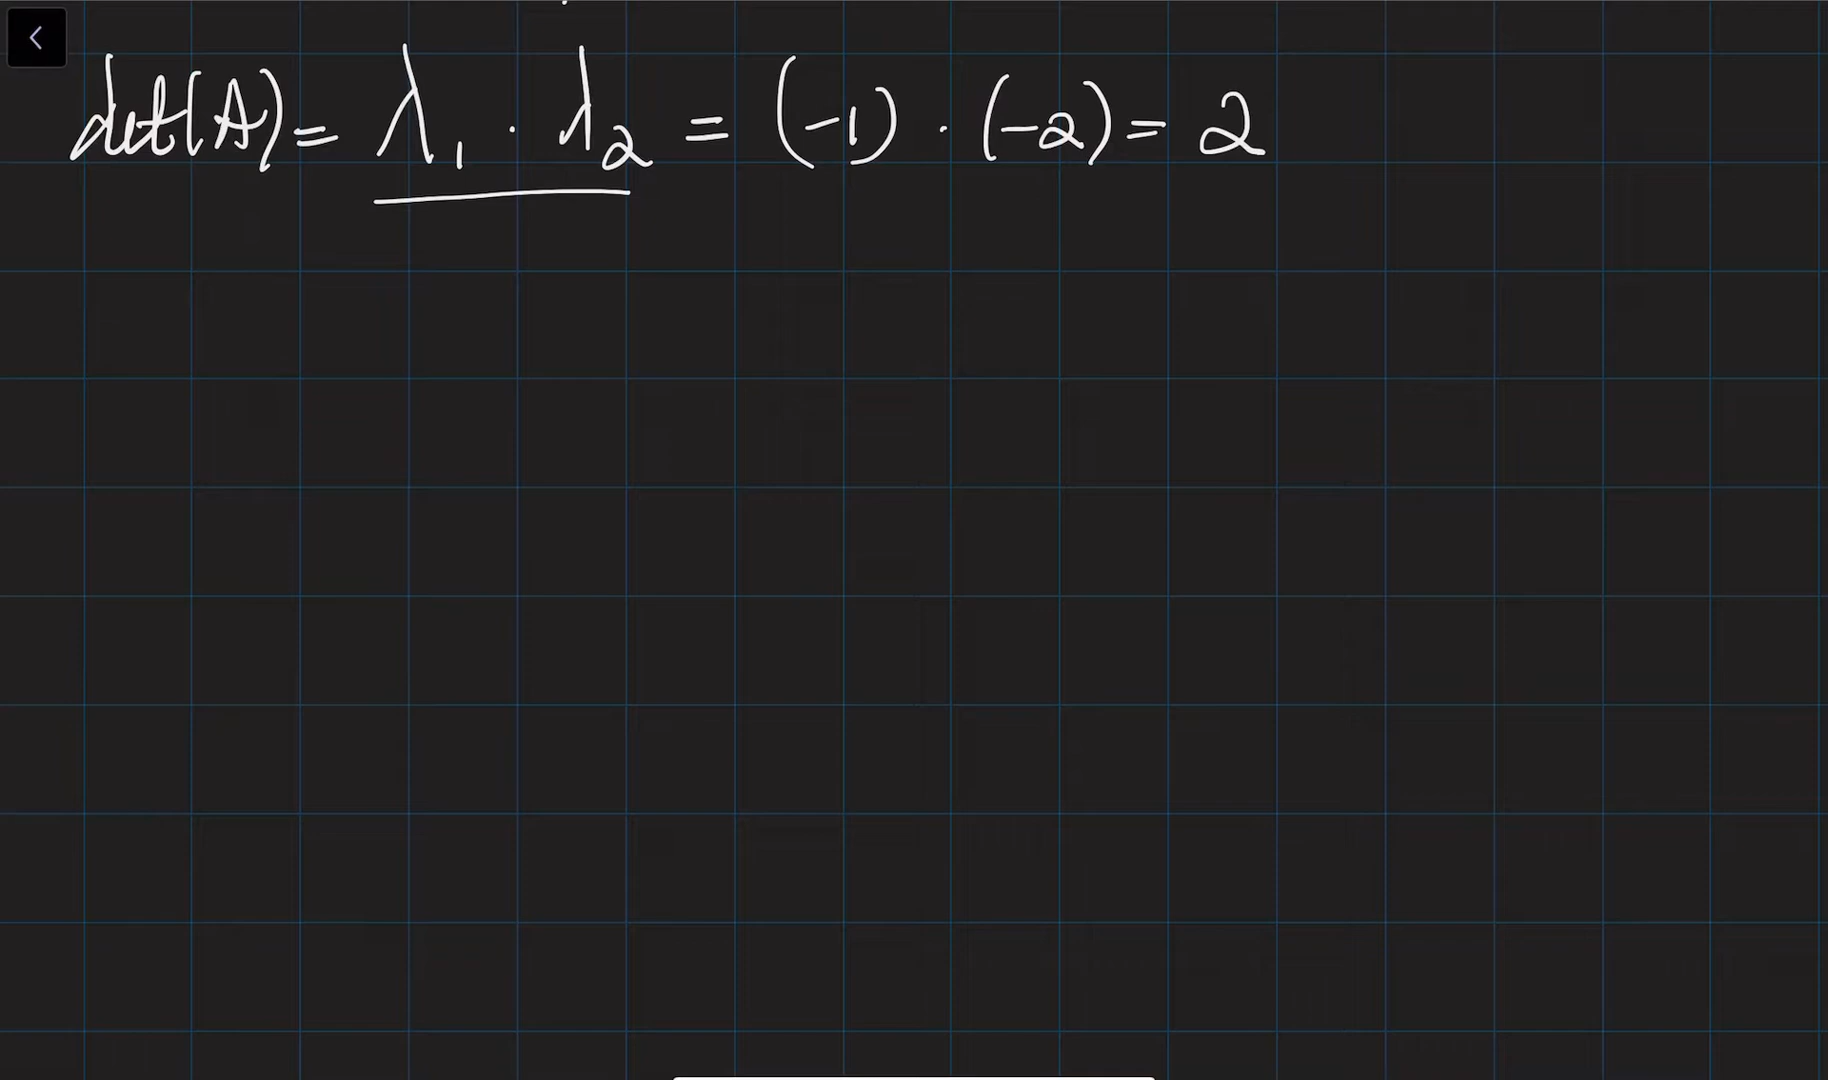 det(A) = λ₁ · λ₂ = (-1) · (-2) = 2